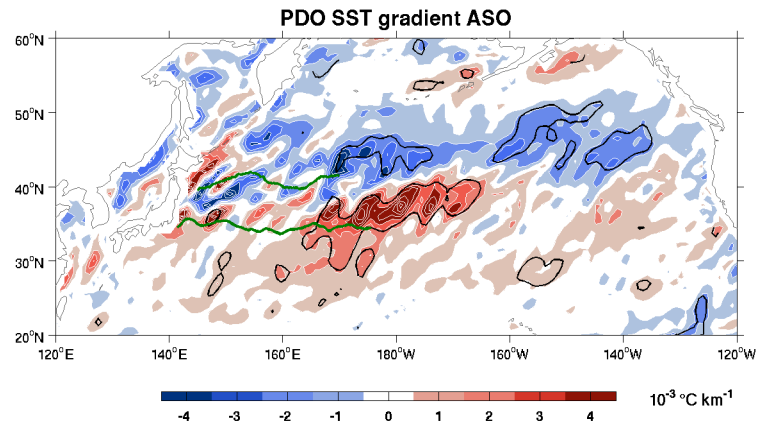 PDO SST gradient ASO
60°N
50°N
40°N
30°N
20°N
120°E 140°E 160°E 180°W 160°W 140°W 120°W
-4 -3 -2 -1 0 1 2 3 4 10⁻³ °C km⁻¹